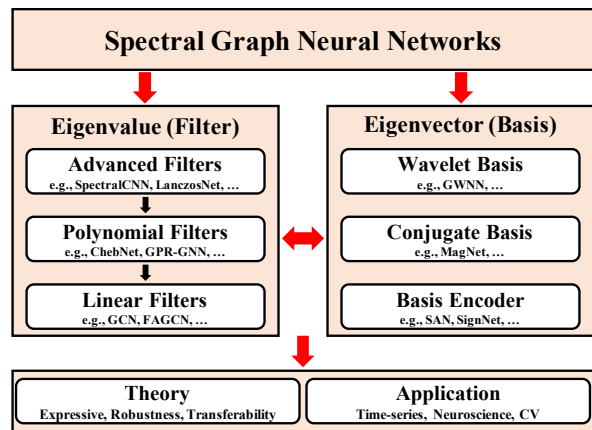 Spectral Graph Neural Networks
Eigenvalue (Filter)
Advanced Filters
e.g., SpectralCNN, LanczosNet, ...
Polynomial Filters
e.g., ChebNet, GPR-GNN, ...
Linear Filters
e.g., GCN, FAGCN, ...
Eigenvector (Basis)
Wavelet Basis
e.g., GWNN, ...
Conjugate Basis
e.g., MagNet, ...
Basis Encoder
e.g., SAN, SignNet, ...
Theory
Expressive, Robustness, Transferability
Application
Time-series, Neuroscience, CV